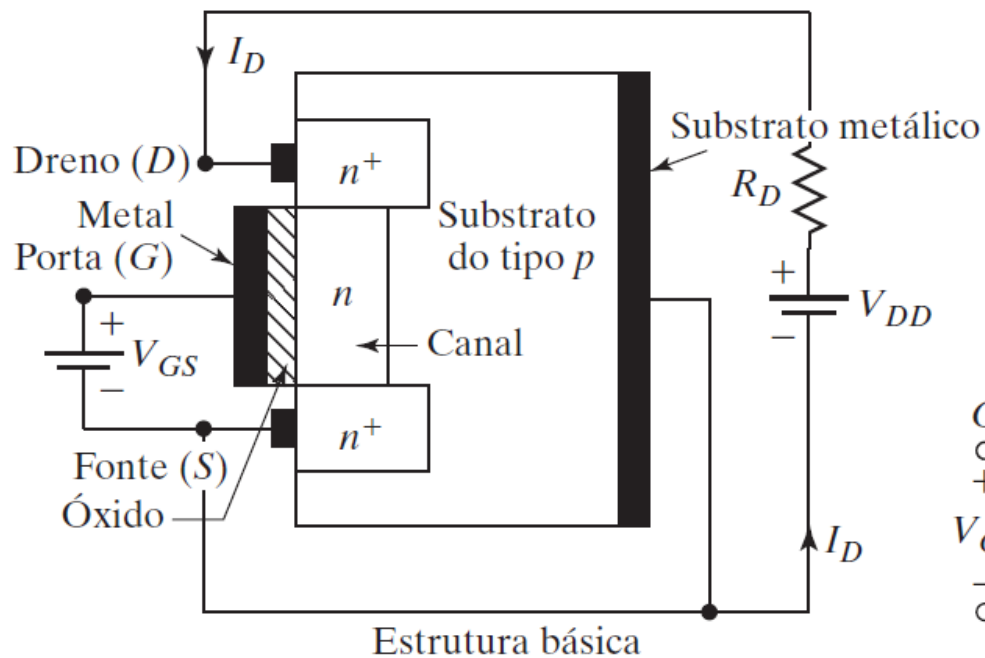 I_D
Substrato metálico
Dreno (D)
n⁺
R_D
Metal
Porta (G)
Substrato
do tipo p
+
n
V_DD
−
+
V_GS
−
Canal
n⁺
Fonte (S)
Óxido
+
I_D
−
Estrutura básica